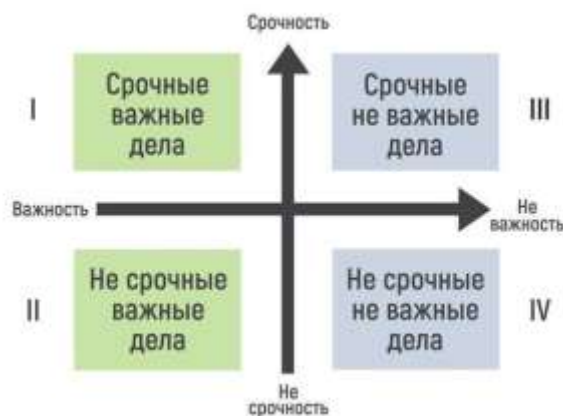 Срочность
I
Срочные
важные
дела
Срочные
не важные
дела
III
Важность
Не
важность
II
Не срочные
важные
дела
Не срочные
не важные
дела
IV
Не
срочность